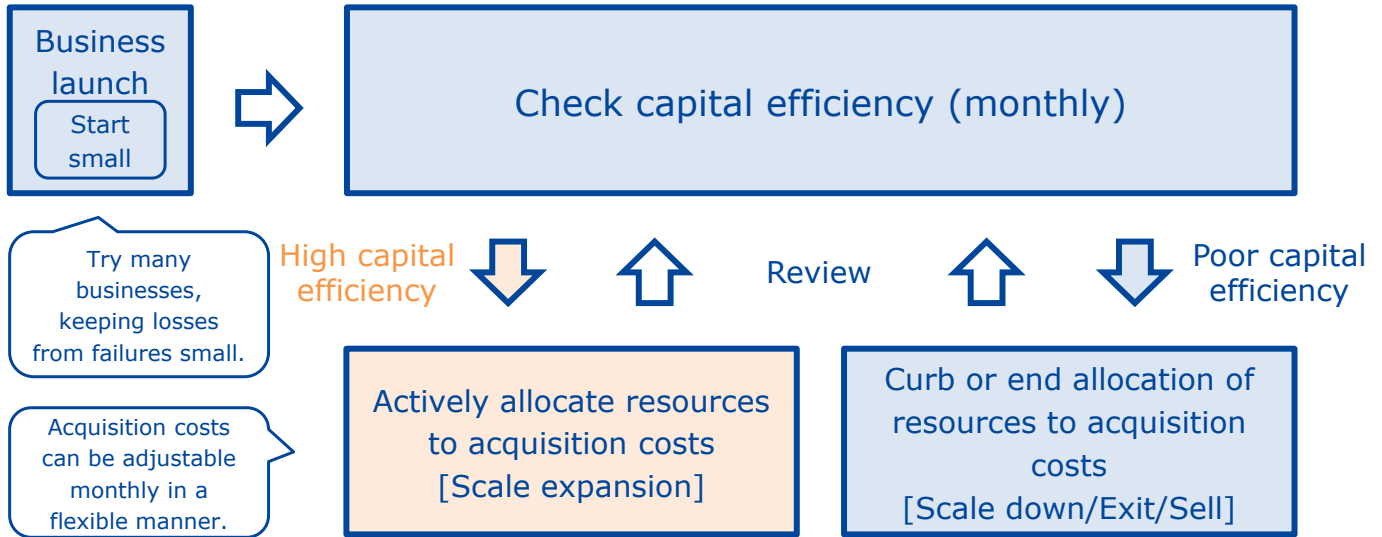 Business
launch
Start
small
Check capital efficiency (monthly)
Try many
businesses,
keeping losses
from failures small.
High capital
efficiency
Review
Poor capital
efficiency
Acquisition costs
can be adjustable
monthly in a
flexible manner.
Actively allocate resources
to acquisition costs
[Scale expansion]
Curb or end allocation of
resources to acquisition
costs
[Scale down/Exit/Sell]